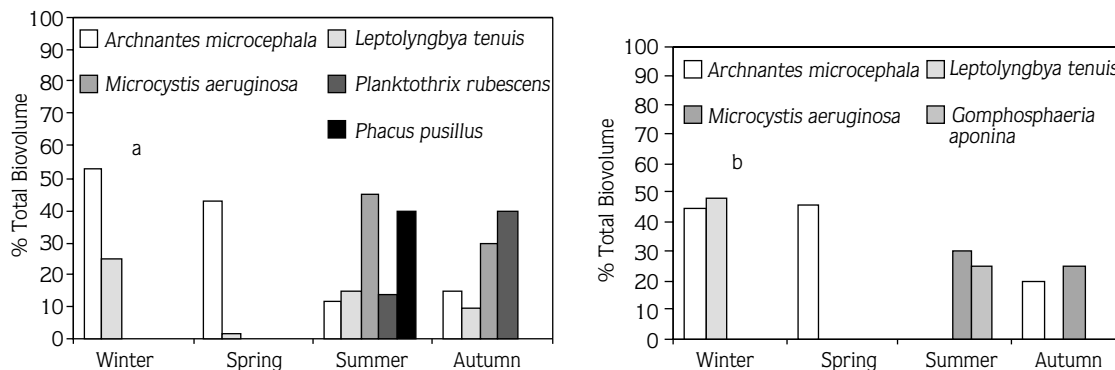 100
90
80
70
60
50
40
30
20
10
0
% Total Biovolume
Archnantes microcephala
Leptolyngbya tenuis
Microcystis aeruginosa
Planktothrix rubescens
Phacus pusillus
a
Winter
Spring
Summer
Autumn
100
90
80
70
60
50
40
30
20
10
0
% Total Biovolume
Archnantes microcephala
Leptolyngbya tenuis
Microcystis aeruginosa
Gomphosphaeria
aponina
b
Winter
Spring
Summer
Autumn